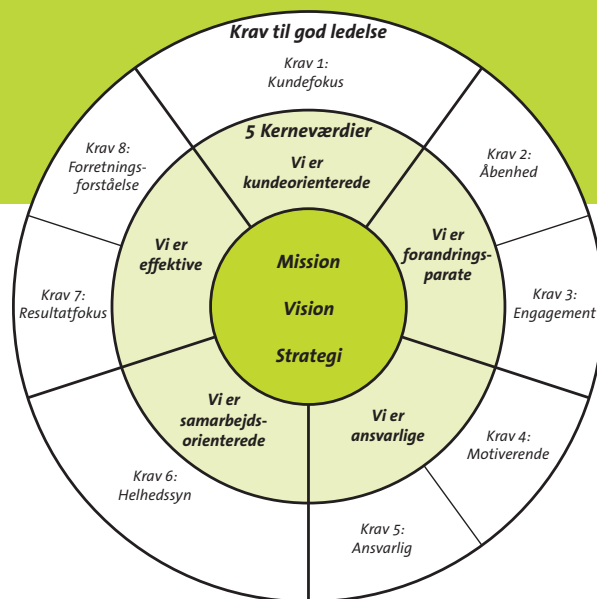 Krav til god ledelse
Krav 1:
Kundefokus
Krav 2:
Åbenhed
Krav 3:
Engagement
Krav 4:
Motiverende
Krav 5:
Ansvarlig
Krav 6:
Helhedssyn
Krav 7:
Resultatfokus
Krav 8:
Forretnings-
forståelse
5 Kerneværdier
Vi er
kundeorienterede
Vi er
forandrings-
parate
Vi er
ansvarlige
Vi er
samarbejds-
orienterede
Vi er
effektive
Mission
Vision
Strategi